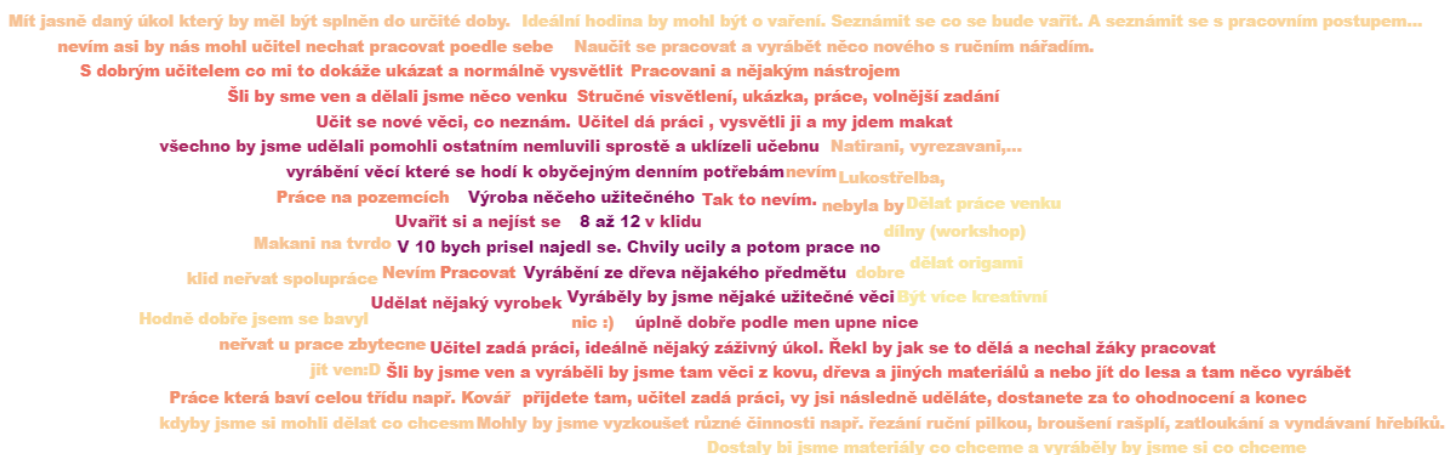 Mít jasně daný úkol který by měl být splněn do určité doby. Ideální hodina by mohl být o vaření. Seznámit se co se bude vařit. A seznámit se s pracovním postupem...
nevím asi by nás mohl učitel nechat pracovat poedle sebe Naučit se pracovat a vyrábět něco nového s ručním nářadím.
S dobrým učitelem co mi to dokáže ukázat a normálně vysvětlit Pracovani a nějakým nástrojem
Šli by sme ven a dělali jsme něco venku Stručné visvětlení, ukázka, práce, volnější zadání
Učit se nové věci, co neznám. Učitel dá práci , vysvětli ji a my jdem makat
všechno by jsme udělali pomohli ostatním nemluvili sprostě a uklízeli učebnu Natirani, vyrezavani,...
vyrábění věcí které se hodí k obyčejným denním potřebám nevím Lukostřelba,
Práce na pozemcích Výroba něčeho užitečného Tak to nevím. nebyla by Dělat práce venku
Uvařit si a nejíst se 8 až 12 v klidu dílny (workshop)
Makani na tvrdo V 10 bych prisel najedl se. Chvily ucily a potom prace no
klid neřvat spolupráce Nevím Pracovat Vyrábění ze dřeva nějakého předmětu dobre dělat origami
Udělat nějaký vyrobek Vyráběly by jsme nějaké užitečné věci Být více kreativní
Hodně dobře jsem se bavyl nic :) úplně dobře podle men upne nice
neřvat u prace zbytecne Učitel zadá práci, ideálně nějaký záživný úkol. Řekl by jak se to dělá a nechal žáky pracovat
jit ven:D Šli by jsme ven a vyráběli by jsme tam věci z kovu, dřeva a jiných materiálů a nebo jít do lesa a tam něco vyrábět
Práce která baví celou třídu např. Kovář přijdete tam, učitel zadá práci, vy jsi následně uděláte, dostanete za to ohodnocení a konec
kdyby jsme si mohli dělat co chcesm Mohly by jsme vyzkoušet různé činnosti např. řezání ruční pilkou, broušení rašplí, zatloukání a vyndávaní hřebíků.
Dostaly bi jsme materiály co chceme a vyráběly by jsme si co chceme